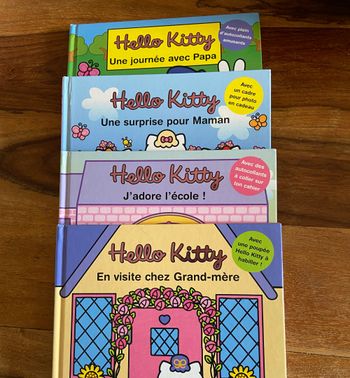 Hello Kitty
Une journée avec Papa
Avec plein
d'autocollants
amusants
Hello Kitty
Une surprise pour Maman
Avec
un cadre
pour photo
en cadeau
Hello Kitty
J'adore l'école !
Avec des
autocollants
à coller sur
ton cahier
Hello Kitty
En visite chez Grand-mère
Avec
une poupée
Hello Kitty à
habiller !